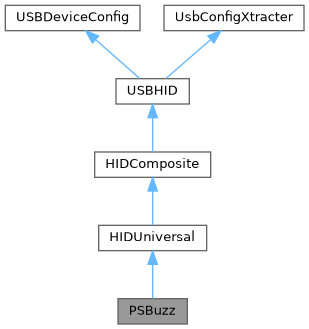 USBDeviceConfig
UsbConfigXtracter
USBHID
HIDComposite
HIDUniversal
PSBuzz